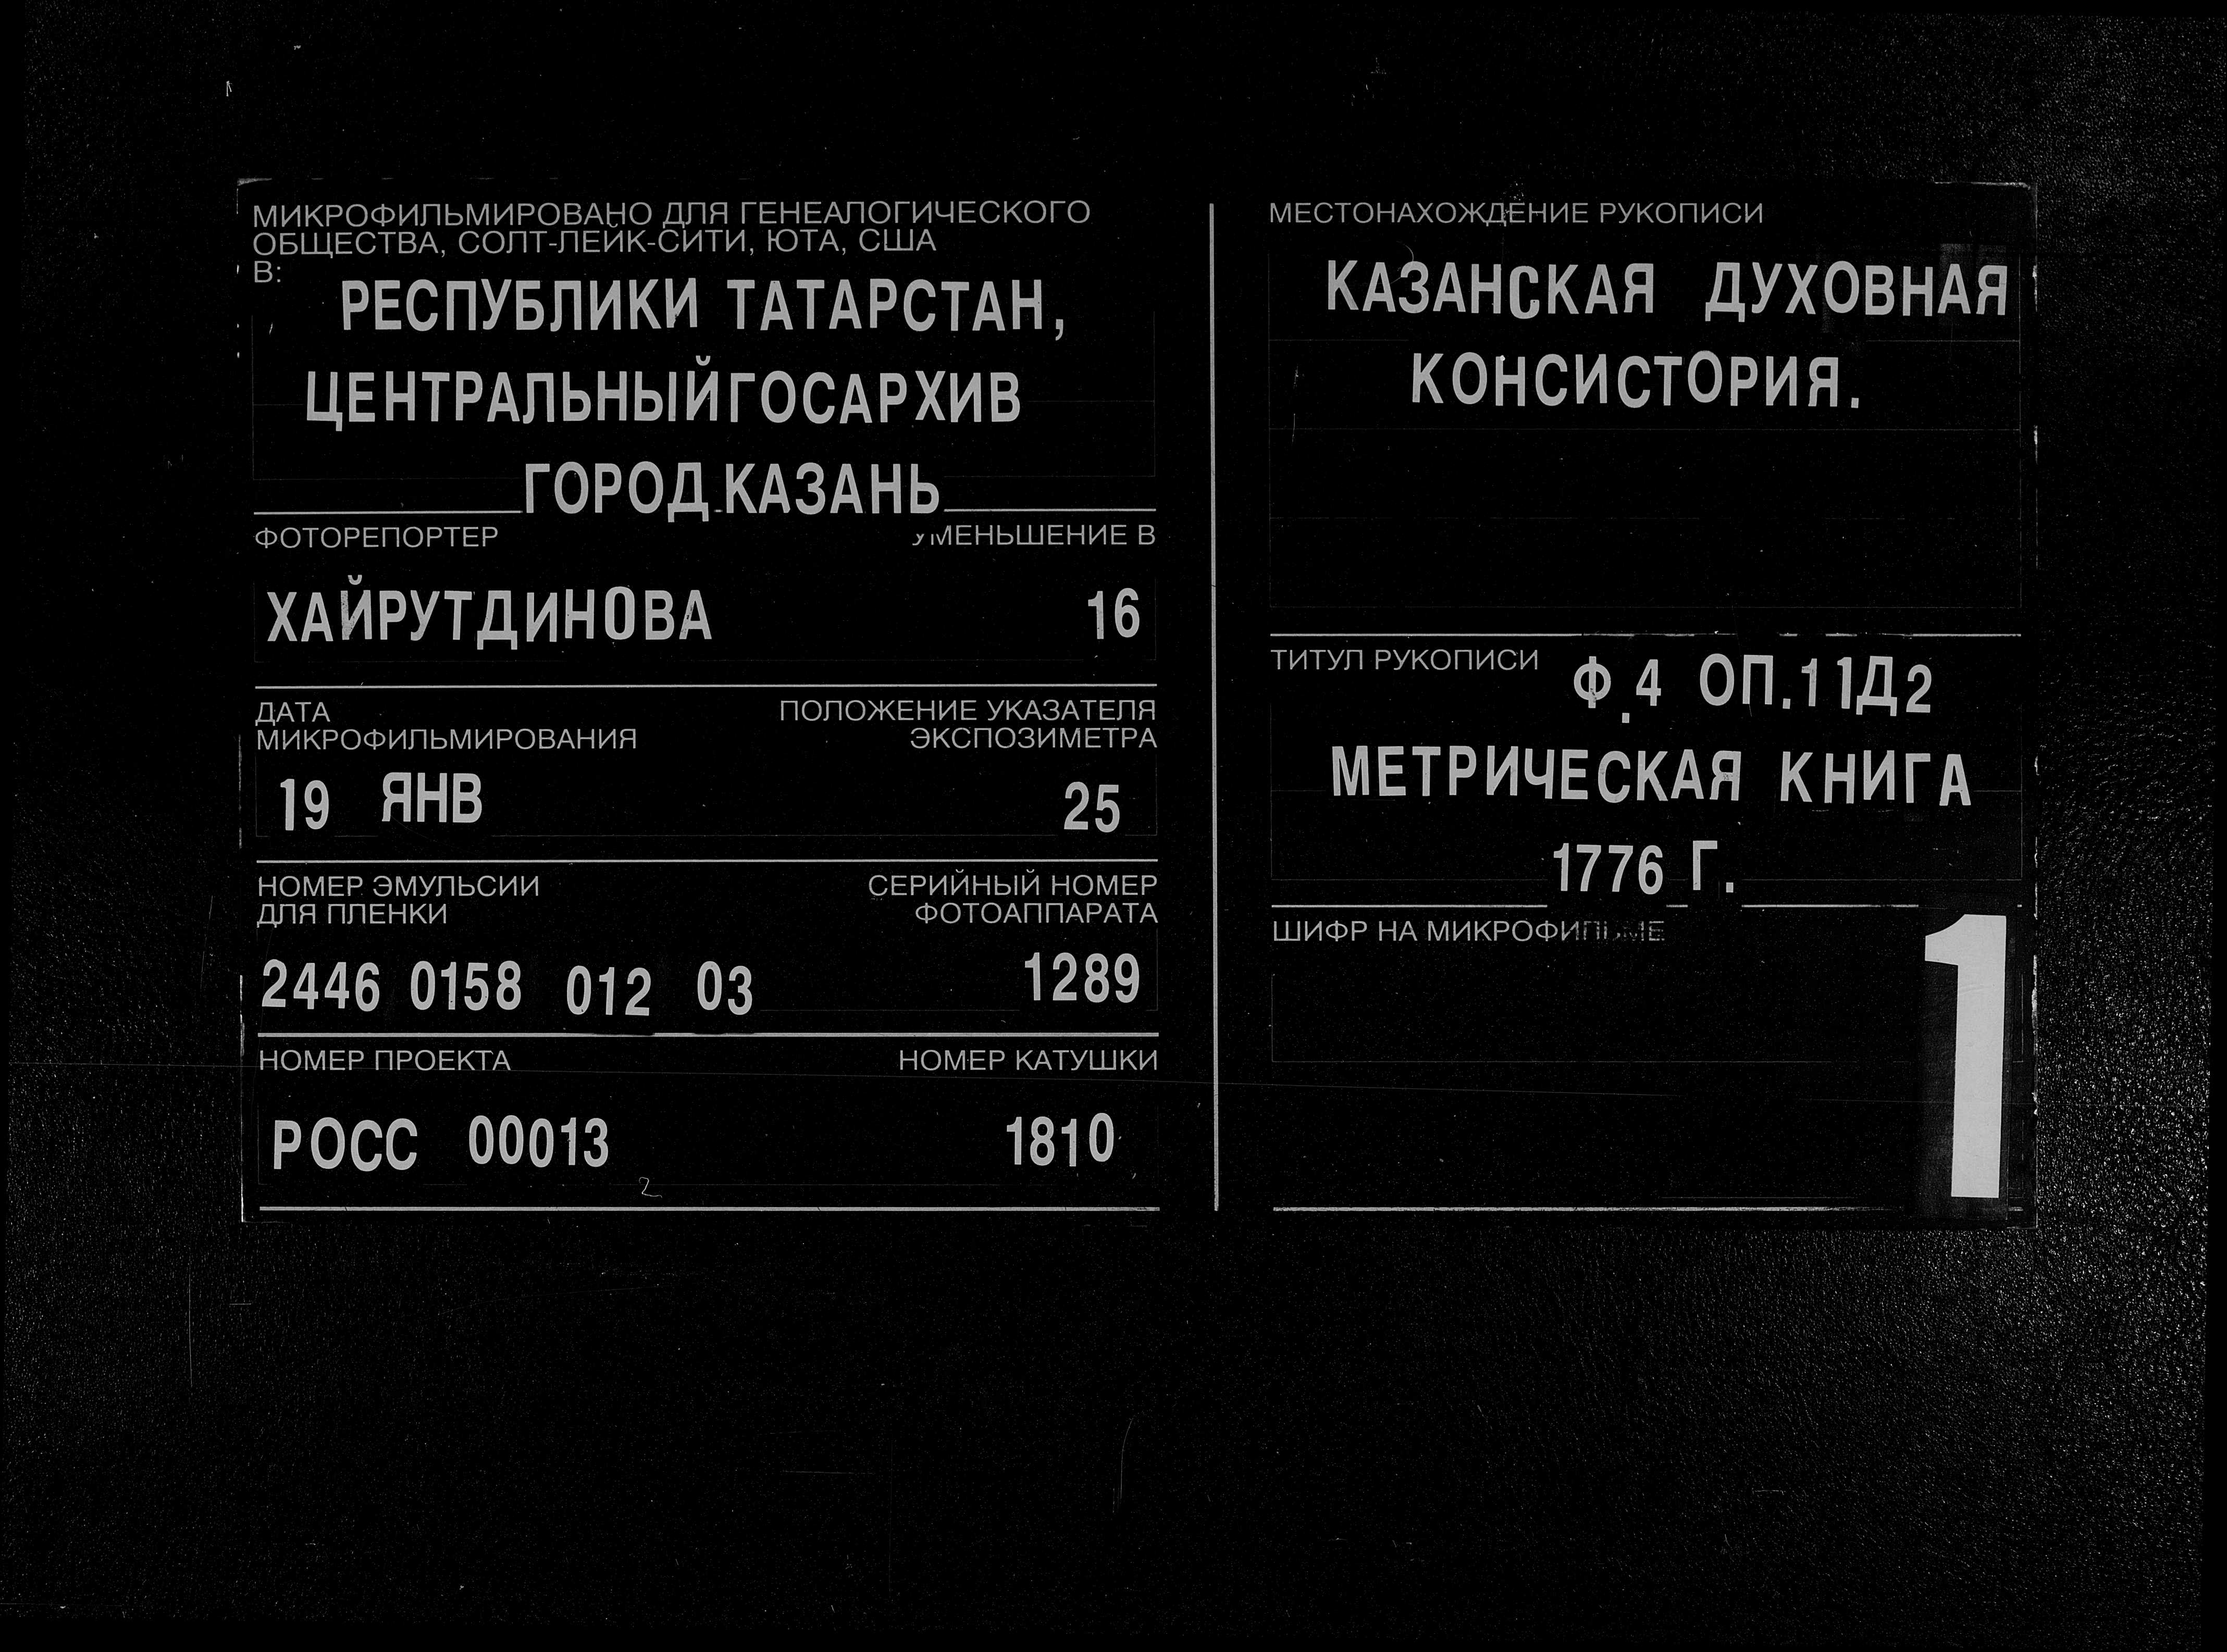 МИКРОФИЛЬМИРОВАНО ДЛЯ ГЕНЕАЛОГИЧЕСКОГО
ОБЩЕСТВА, СОЛТ-ЛЕЙК-СИТИ, ЮТА, США
В:
РЕСПУБЛИКИ ТАТАРСТАН,
ЦЕНТРАЛЬНЫЙ ГОСАРХИВ
ГОРОД КАЗАНЬ
ФОТОРЕПОРТЕР УМЕНЬШЕНИЕ В
ХАЙРУТДИНОВА 16
ДАТА ПОЛОЖЕНИЕ УКАЗАТЕЛЯ
МИКРОФИЛЬМИРОВАНИЯ ЭКСПОЗИМЕТРА
19 ЯНВ 25
НОМЕР ЭМУЛЬСИИ СЕРИЙНЫЙ НОМЕР
ДЛЯ ПЛЕНКИ ФОТОАППАРАТА
2446 0158 012 03 1289
НОМЕР ПРОЕКТА НОМЕР КАТУШКИ
РОСС 00013 1810
2
МЕСТОНАХОЖДЕНИЕ РУКОПИСИ
КАЗАНСКАЯ ДУХОВНАЯ
КОНСИСТОРИЯ.
ТИТУЛ РУКОПИСИ Ф.4 ОП.11Д2
МЕТРИЧЕСКАЯ КНИГА
1776 Г.
ШИФР НА МИКРОФИЛЬМЕ
1